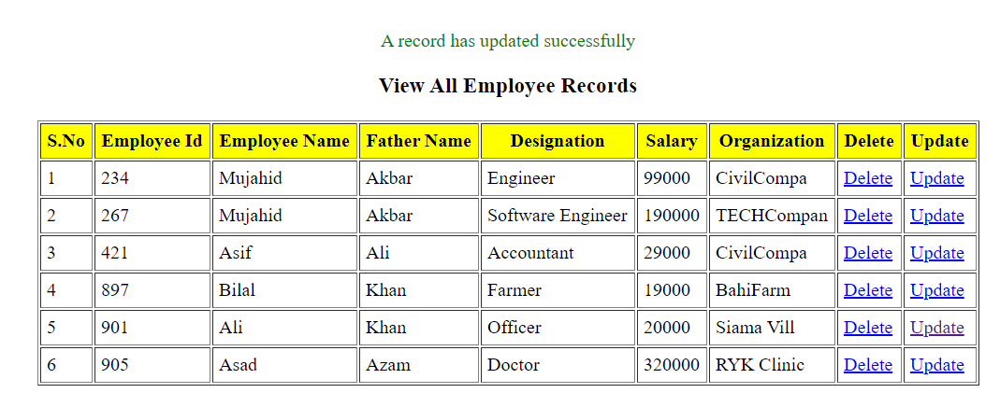 A record has updated successfully
View All Employee Records
S.No Employee Id Employee Name Father Name Designation Salary Organization Delete Update
1 234 Mujahid Akbar Engineer 99000 CivilCompa Delete Update
2 267 Mujahid Akbar Software Engineer 190000 TECHCompan Delete Update
3 421 Asif Ali Accountant 29000 CivilCompa Delete Update
4 897 Bilal Khan Farmer 19000 BahiFarm Delete Update
5 901 Ali Khan Officer 20000 Siama Vill Delete Update
6 905 Asad Azam Doctor 320000 RYK Clinic Delete Update